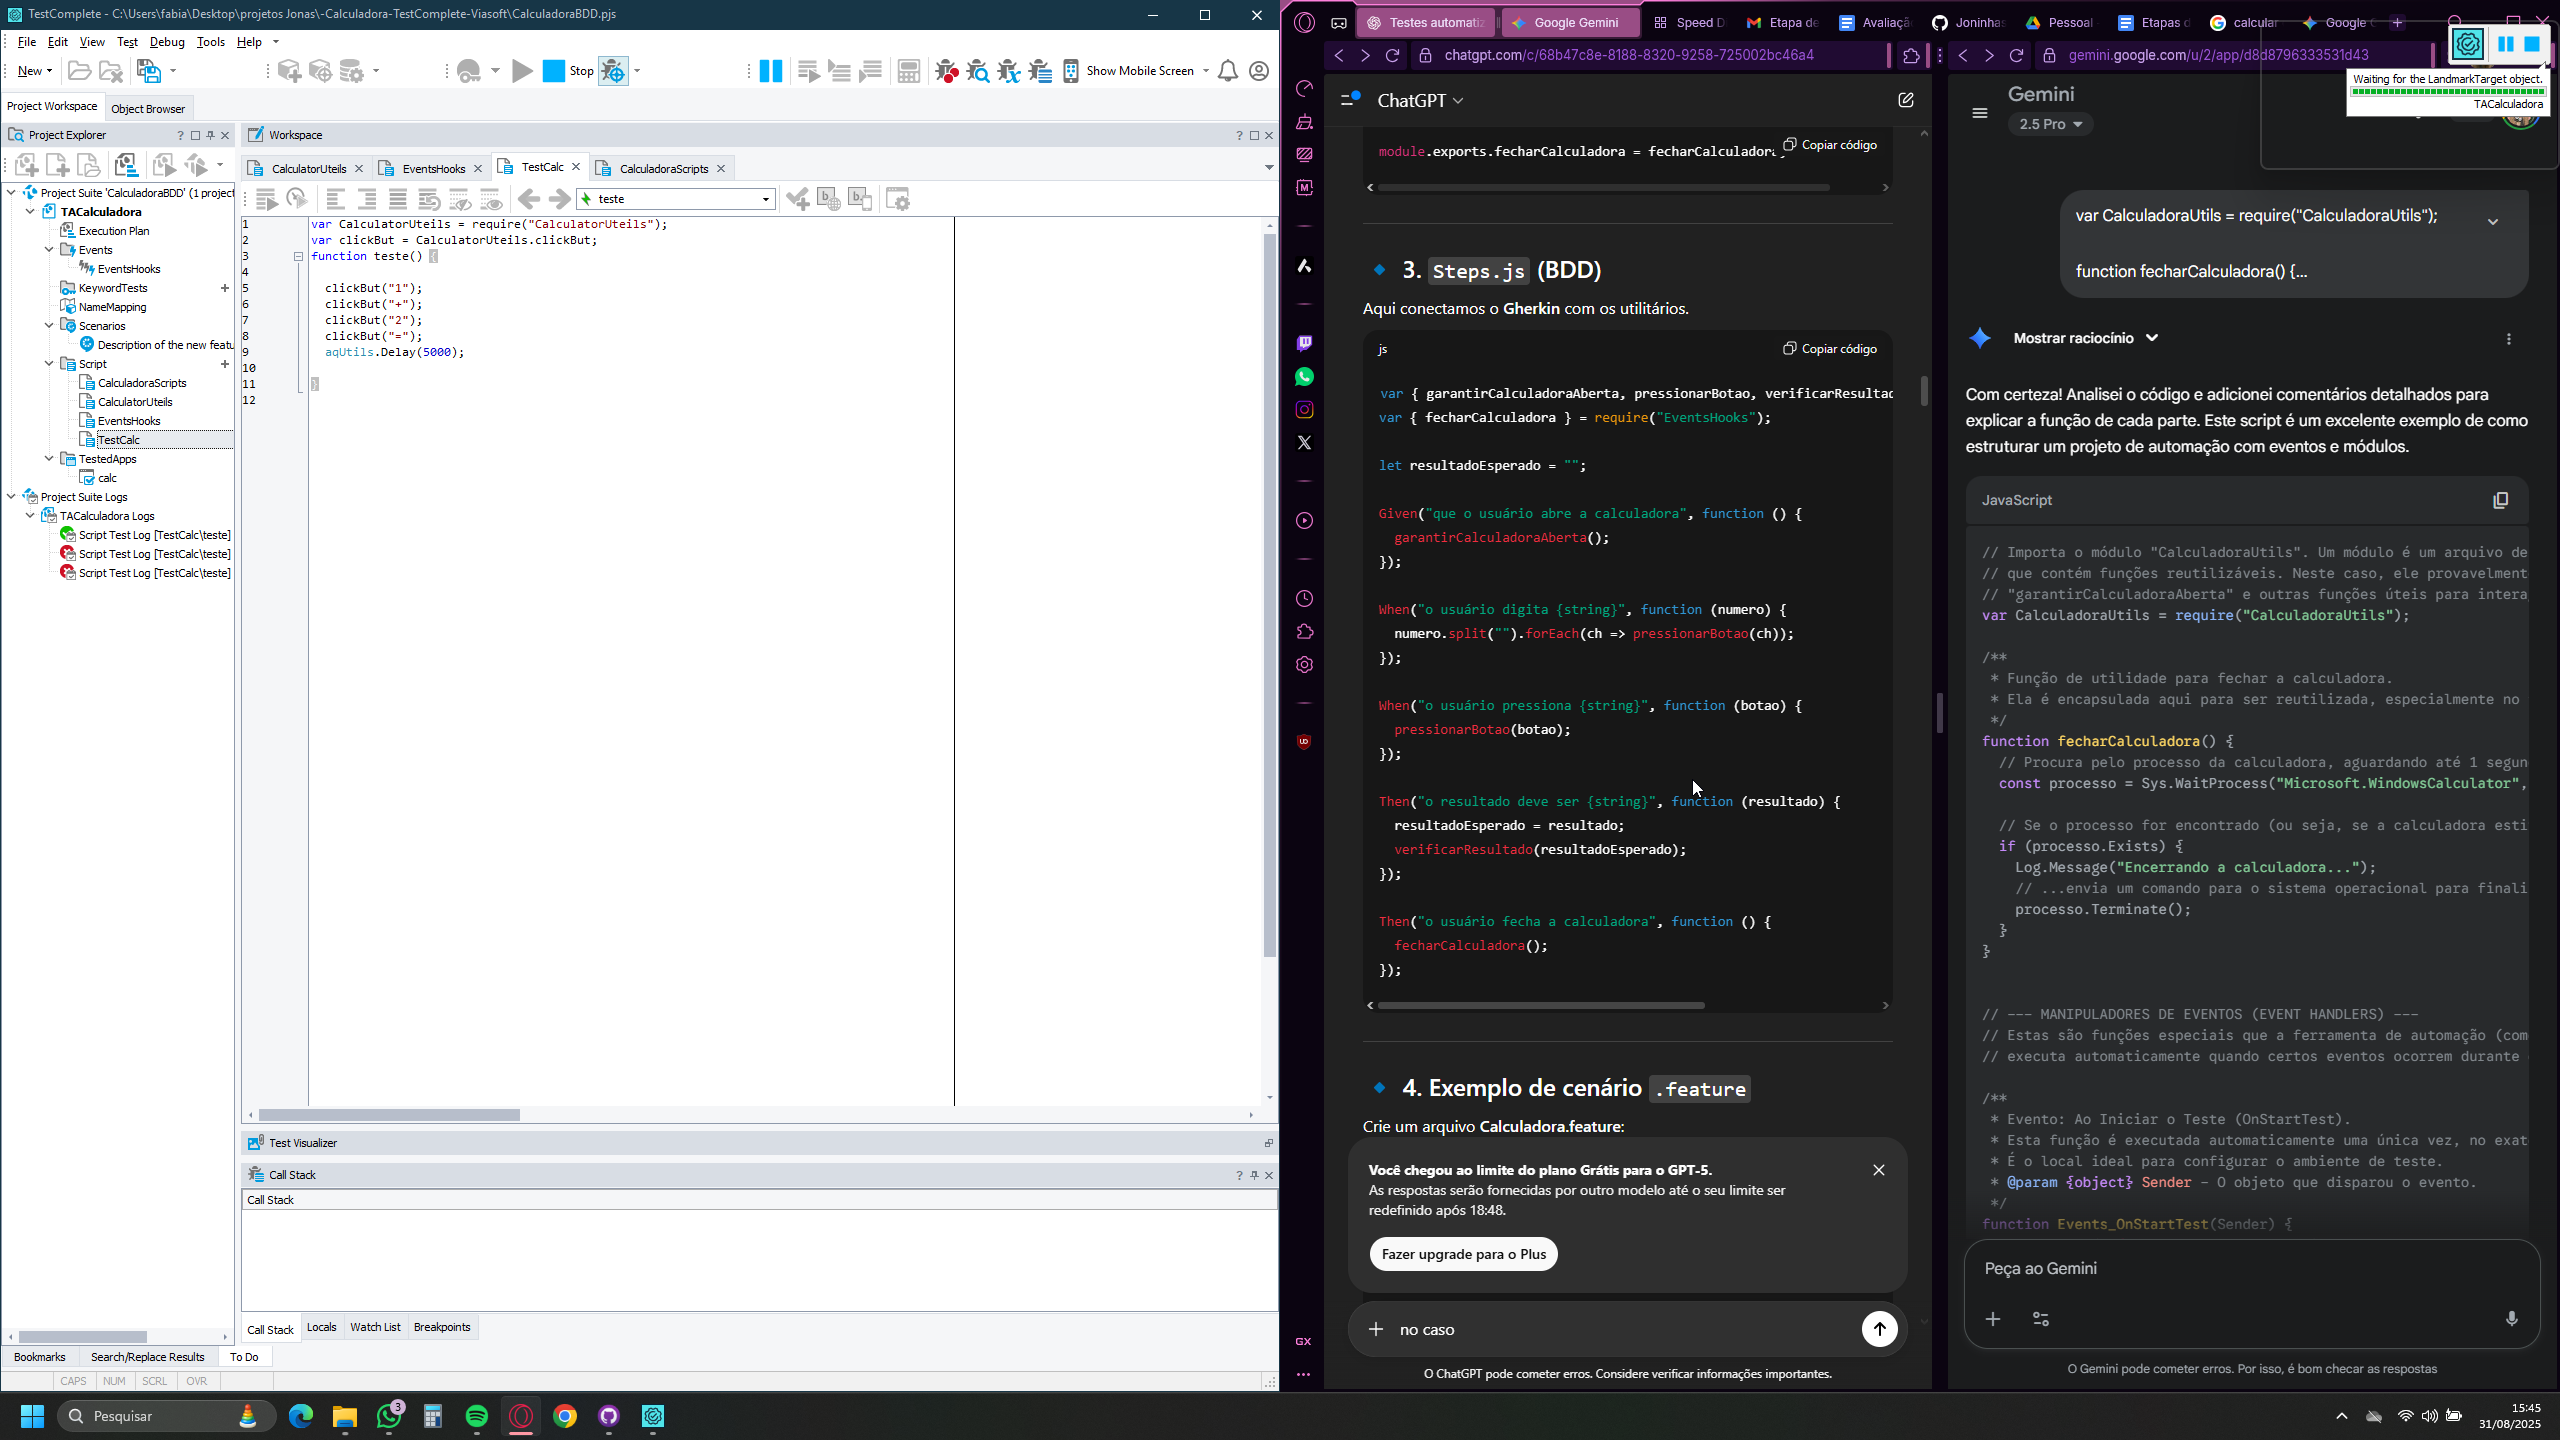 TestComplete - C:\Users\fabia\Desktop\projetos Jonas\-Calculadora-TestComplete-Viasoft\CalculadoraBDD.pjs
File Edit View Test Debug Tools Help
New
Stop
Show Mobile Screen
Project Workspace
Object Browser
Project Explorer
Project Suite 'CalculadoraBDD' (1 project
TACalculadora
Execution Plan
Events
EventsHooks
KeywordTests
NameMapping
Scenarios
Description of the new featu
Script
CalculadoraScripts
CalculatorUteils
EventsHooks
TestCalc
TestedApps
calc
Project Suite Logs
TACalculadora Logs
Script Test Log [TestCalc\teste]
Script Test Log [TestCalc\teste]
Script Test Log [TestCalc\teste]
Workspace
CalculatorUteils
EventsHooks
TestCalc
CalculadoraScripts
teste
1 var CalculatorUteils = require("CalculatorUteils");
2 var clickBut = CalculatorUteils.clickBut;
3 function teste() {
4
5 clickBut("1");
6 clickBut("+");
7 clickBut("2");
8 clickBut("=");
9 aqUtils.Delay(5000);
10
11 }
12
Test Visualizer
Call Stack
Call Stack
Call Stack Locals Watch List Breakpoints
Bookmarks Search/Replace Results To Do
CAPS NUM SCRL OVR
Testes automatiz
Google Gemini
Speed D
Etapa de
Avaliaçã
Joninha
Pessoal
Etapas d
calcular
Google
chatgpt.com/c/68b47c8e-8188-8320-9258-725002bc46a4
ChatGPT
module.exports.fecharCalculadora = fecharCalculadora
Copiar código
3. Steps.js (BDD)
Aqui conectamos o Gherkin com os utilitários.
js
Copiar código
var { garantirCalculadoraAberta, pressionarBotao, verificarResultad
var { fecharCalculadora } = require("EventsHooks");
let resultadoEsperado = "";
Given("que o usuário abre a calculadora", function () {
garantirCalculadoraAberta();
});
When("o usuário digita {string}", function (numero) {
numero.split("").forEach(ch => pressionarBotao(ch));
});
When("o usuário pressiona {string}", function (botao) {
pressionarBotao(botao);
});
Then("o resultado deve ser {string}", function (resultado) {
resultadoEsperado = resultado;
verificarResultado(resultadoEsperado);
});
Then("o usuário fecha a calculadora", function () {
fecharCalculadora();
});
4. Exemplo de cenário .feature
Crie um arquivo Calculadora.feature:
Você chegou ao limite do plano Grátis para o GPT-5.
As respostas serão fornecidas por outro modelo até o seu limite ser
redefinido após 18:48.
Fazer upgrade para o Plus
no caso
O ChatGPT pode cometer erros. Considere verificar informações importantes.
GX
gemini.google.com/u/2/app/d8d8796333531d43
Waiting for the LandmarkTarget object.
TACalculadora
Gemini
2.5 Pro
var CalculadoraUtils = require("CalculadoraUtils");
function fecharCalculadora() {...
Mostrar raciocínio
Com certeza! Analisei o código e adicionei comentários detalhados para
explicar a função de cada parte. Este script é um excelente exemplo de como
estruturar um projeto de automação com eventos e módulos.
JavaScript
// Importa o módulo "CalculadoraUtils". Um módulo é um arquivo de
// que contém funções reutilizáveis. Neste caso, ele provavelment
// "garantirCalculadoraAberta" e outras funções úteis para intera
var CalculadoraUtils = require("CalculadoraUtils");
/**
* Função de utilidade para fechar a calculadora.
* Ela é encapsulada aqui para ser reutilizada, especialmente no
*/
function fecharCalculadora() {
// Procura pelo processo da calculadora, aguardando até 1 segun
const processo = Sys.WaitProcess("Microsoft.WindowsCalculator",
// Se o processo for encontrado (ou seja, se a calculadora esti
if (processo.Exists) {
Log.Message("Encerrando a calculadora...");
// ...envia um comando para o sistema operacional para finali
processo.Terminate();
}
}
// --- MANIPULADORES DE EVENTOS (EVENT HANDLERS) ---
// Estas são funções especiais que a ferramenta de automação (com
// executa automaticamente quando certos eventos ocorrem durante
/**
* Evento: Ao Iniciar o Teste (OnStartTest).
* Esta função é executada automaticamente uma única vez, no exat
* É o local ideal para configurar o ambiente de teste.
* @param {object} Sender - O objeto que disparou o evento.
*/
function Events_OnStartTest(Sender) {
Peça ao Gemini
O Gemini pode cometer erros. Por isso, é bom checar as respostas
Pesquisar
3
15:45
31/08/2025